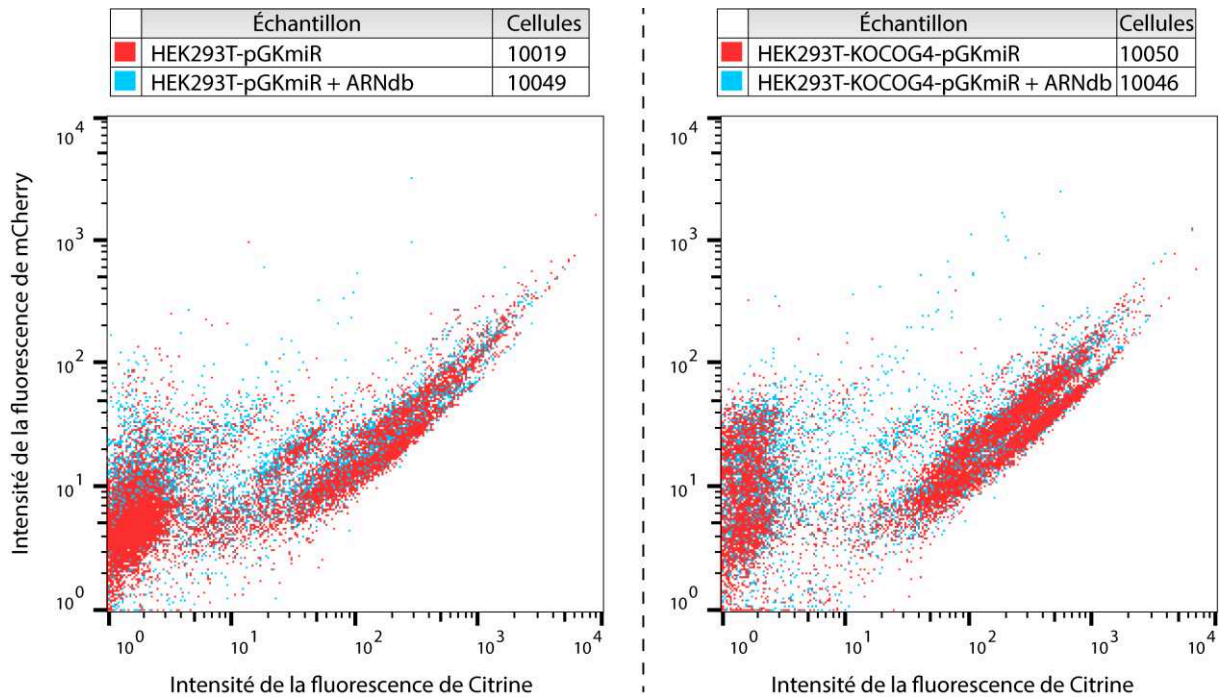 Échantillon Cellules
HEK293T-pGKmiR 10019
HEK293T-pGKmiR + ARNdb 10049
Intensité de la fluorescence de mCherry
10^4
10^3
10^2
10^1
10^0
10^0 10^1 10^2 10^3 10^4
Intensité de la fluorescence de Citrine
Échantillon Cellules
HEK293T-KOCOG4-pGKmiR 10050
HEK293T-KOCOG4-pGKmiR + ARNdb 10046
10^4
10^3
10^2
10^1
10^0
10^0 10^1 10^2 10^3 10^4
Intensité de la fluorescence de Citrine